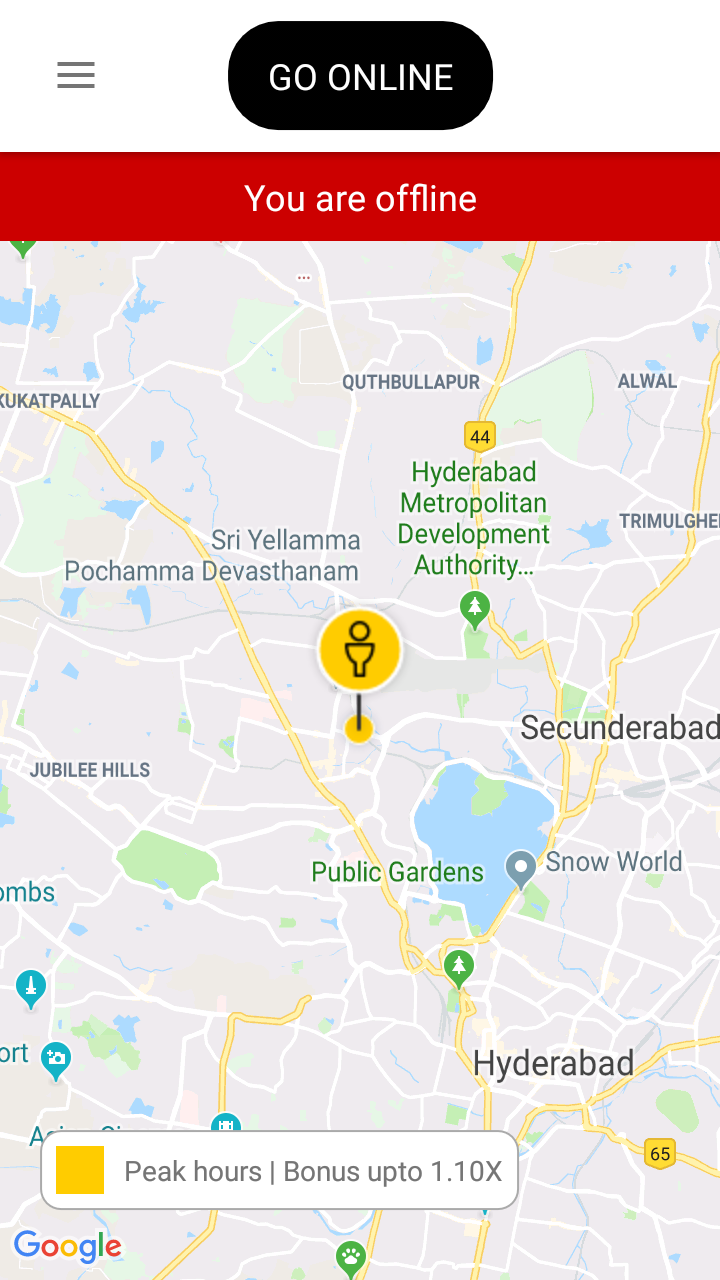 GO ONLINE
You are offline
...
QUTHBULLAPUR
ALWAL
KUKATPALLY
44
Hyderabad
Metropolitan
Development
Authority...
TRIMULGHE
Sri Yellamma
Pochamma Devasthanam
Secunderabad
JUBILEE HILLS
Public Gardens
Snow World
ombs
ort
Hyderabad
65
Peak hours | Bonus upto 1.10X
Google